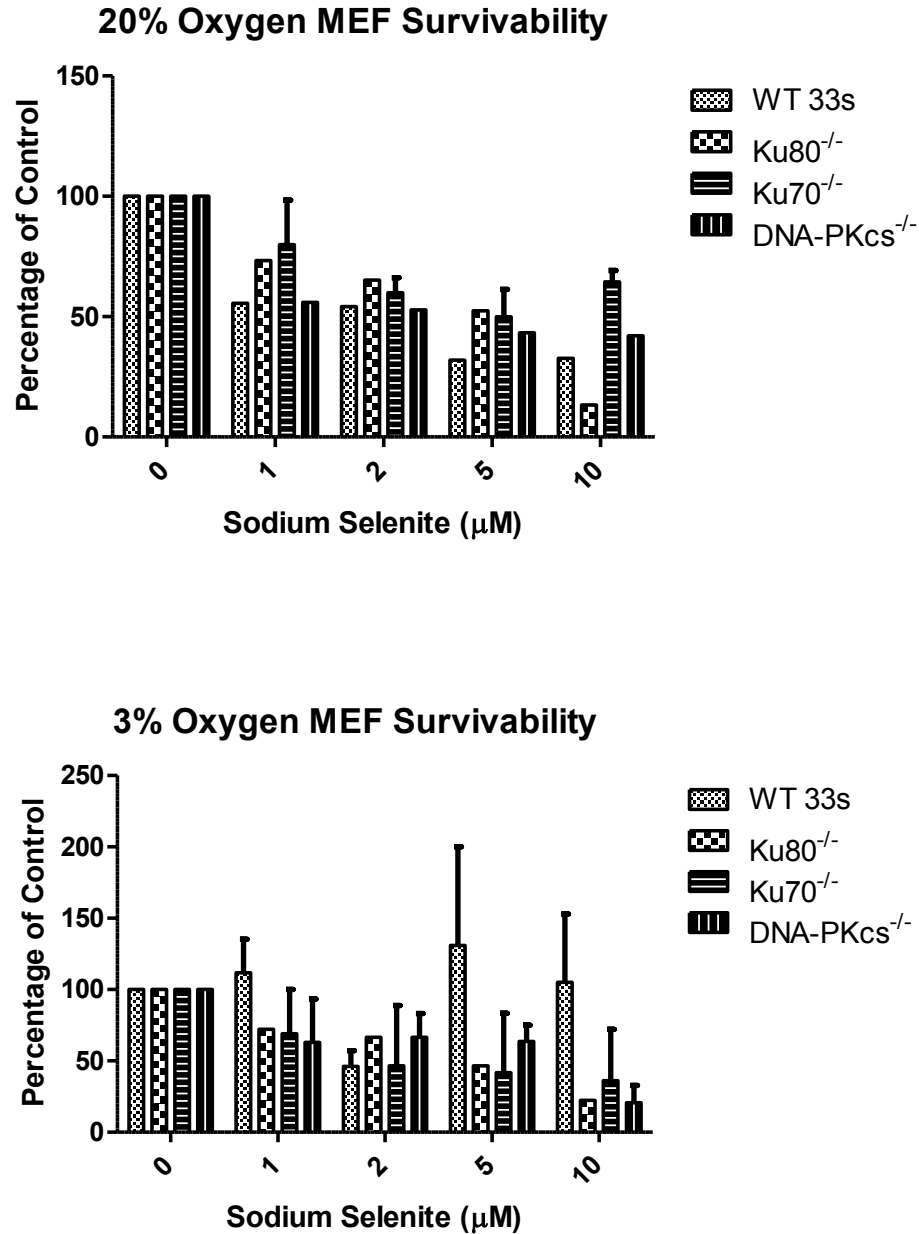 20% Oxygen MEF Survivability
150
100
50
0
Percentage of Control
0 1 2 5 10
Sodium Selenite (μM)
WT 33s
Ku80-/-
Ku70-/-
DNA-PKcs-/-
3% Oxygen MEF Survivability
250
200
150
100
50
0
Percentage of Control
0 1 2 5 10
Sodium Selenite (μM)
WT 33s
Ku80-/-
Ku70-/-
DNA-PKcs-/-